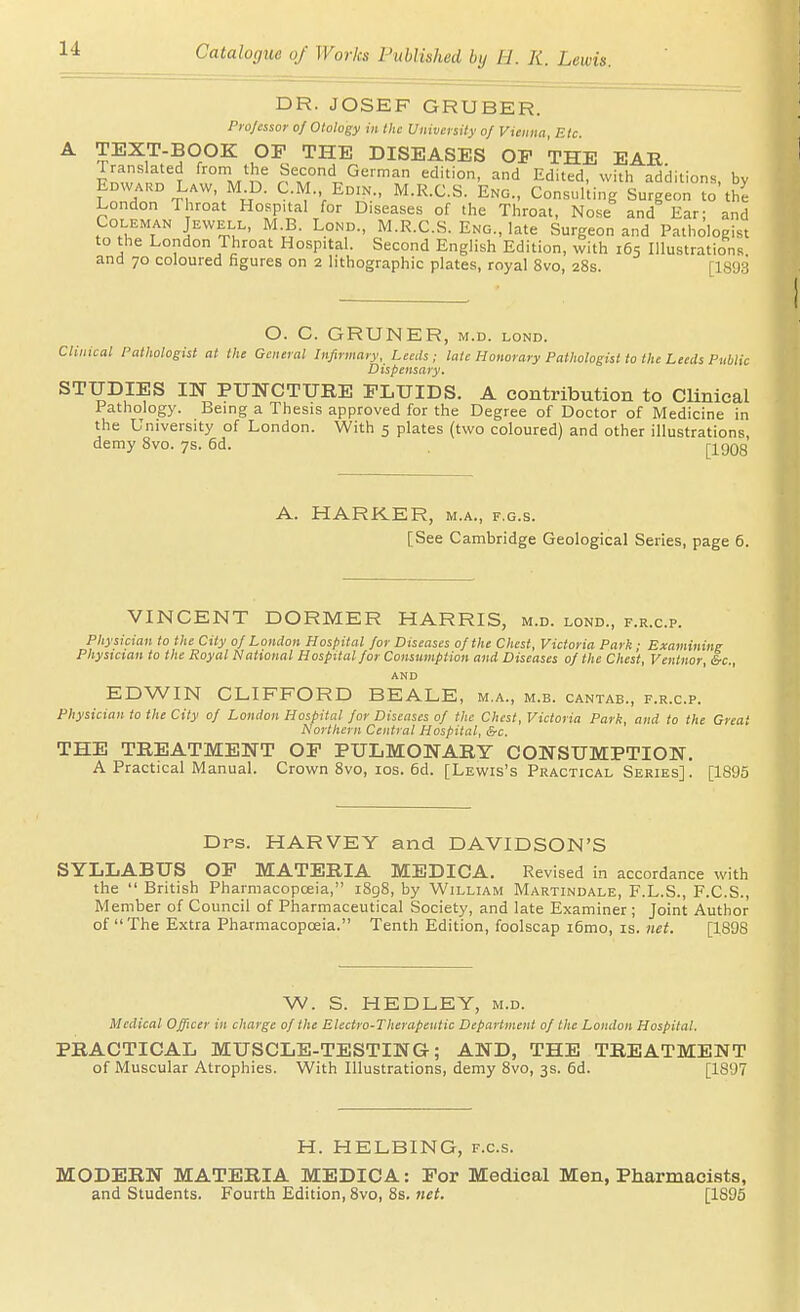 14
Catalogue of Works Published by H. K. Lewis.
DR. JOSEF GRUBER.
Professor of Otology in the University of Vienna, Etc.
A TEXT-BOOK OF THE DISEASES OF THE EAR.
Translated from the Second German edition, and Edited, with additions, by
EDWARD LAW, M.D. C.M., EDIN., M.R.C.S. ENG., Consulting Surgeon to the
London Throat Hospital for Diseases of the Throat, Nose and Ear; and
COLEMAN JEWELL, M.B. LOND., M.R.C.S. ENG., late Surgeon and Pathologist
to the London Throat Hospital. Second English Edition, with 165 Illustrations,
and 70 coloured figures on 2 lithographic plates, royal 8vo, 28s. [1893
O. C. GRUNER, M.D. LOND.
Clinical Pathologist at the General Infirmary, Leeds; late Honorary Pathologist to the Leeds Public
Dispensary.
STUDIES IN PUNCTURE FLUIDS. A contribution to Clinical
Pathology. Being a Thesis approved for the Degree of Doctor of Medicine in
the University of London. With 5 plates (two coloured) and other illustrations,
demy 8vo. 7s. 6d. [1908
A. HARKER, M.A., F.G.S.
[See Cambridge Geological Series, page 6.
VINCENT DORMER HARRIS, M.D. LOND., F.R.C.P.
Physician to the City of London Hospital for Diseases of the Chest, Victoria Park; Examining
Physician to the Royal National Hospital for Consumption and Diseases of the Chest, Ventnor, &c.,
AND
EDWIN CLIFFORD BEALE, M.A., M.B. CANTAB., F.R.C.P.
Physician to the City of London Hospital for Diseases of the Chest, Victoria Park, and to the Great
Northern Central Hospital, &c.
THE TREATMENT OF PULMONARY CONSUMPTION.
A Practical Manual. Crown 8vo, 10s. 6d. [LEWIS'S PRACTICAL SERIES]. [1895
Drs. HARVEY and DAVIDSON'S
SYLLABUS OF MATERIA MEDICA. Revised in accordance with
the "British Pharmacopœia," 1898, by WILLIAM MARTINDALE, F.L.S., F.C.S.,
Member of Council of Pharmaceutical Society, and late Examiner; Joint Author
of "The Extra Pharmacopœia." Tenth Edition, foolscap 16mo, 1s. net. [1898
W. S. HEDLEY, M.D.
Medical Officer in charge of the Electro-Therapeutic Department of the London Hospital.
PRACTICAL MUSCLE-TESTING; AND, THE TREATMENT
of Muscular Atrophies. With Illustrations, demy 8vo, 3s. 6d. [1897
H. HELBING, F.C.S.
MODERN MATERIA MEDICA: For Medical Men, Pharmacists,
and Students. Fourth Edition, 8vo, 8s. net. [1895